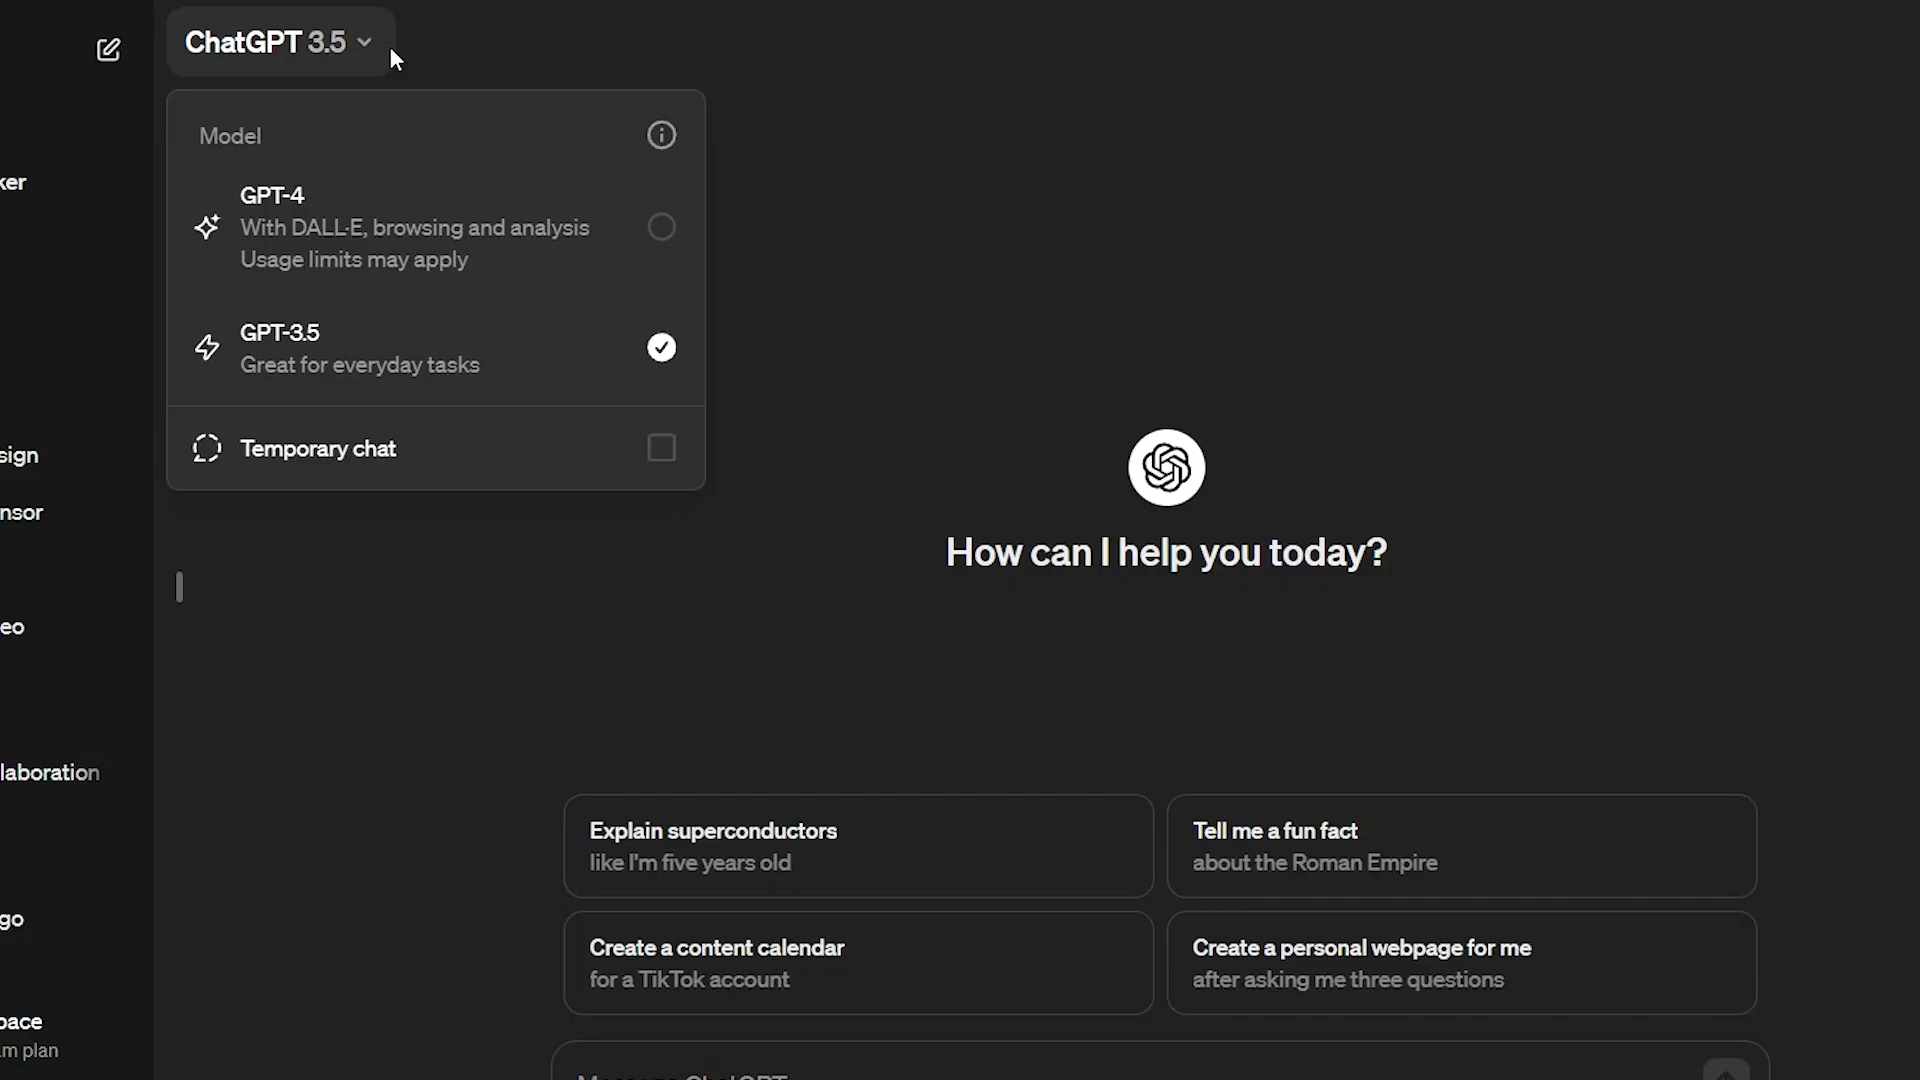 ChatGPT 3.5
Model
GPT-4
With DALL·E, browsing and analysis
Usage limits may apply
GPT-3.5
Great for everyday tasks
Temporary chat
ker
sign
nsor
eo
laboration
go
pace
m plan
How can I help you today?
Explain superconductors
like I'm five years old
Tell me a fun fact
about the Roman Empire
Create a content calendar
for a TikTok account
Create a personal webpage for me
after asking me three questions
Message ChatGPT